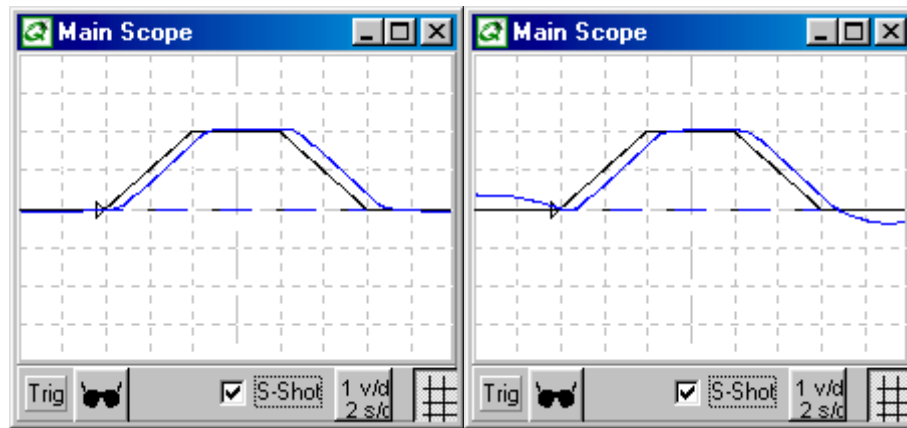 Main Scope
Trig
S-Shot
1 v/d
2 s/d
Main Scope
Trig
S-Shot
1 v/d
2 s/d